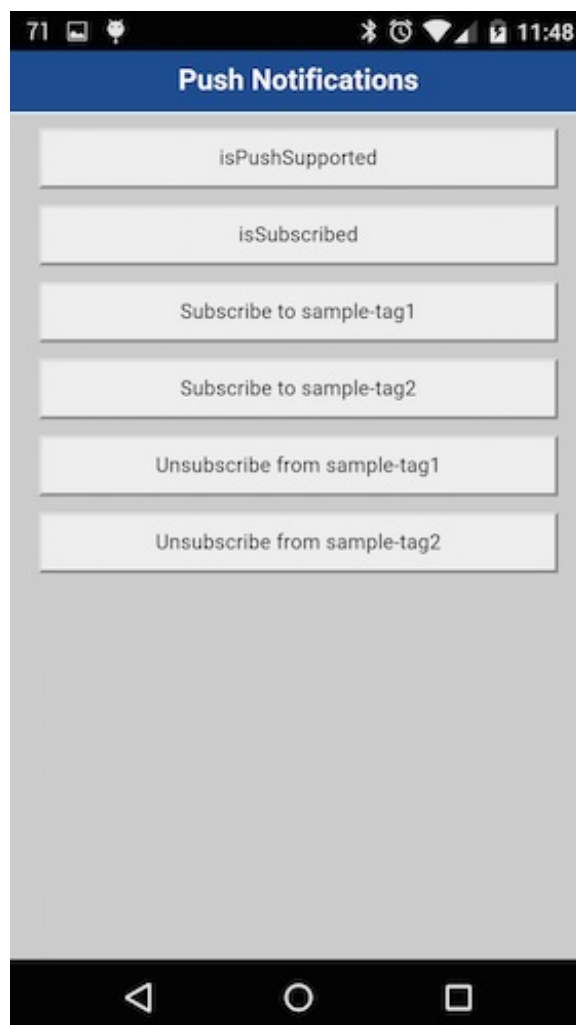 71 11:48
Push Notifications
isPushSupported
isSubscribed
Subscribe to sample-tag1
Subscribe to sample-tag2
Unsubscribe from sample-tag1
Unsubscribe from sample-tag2